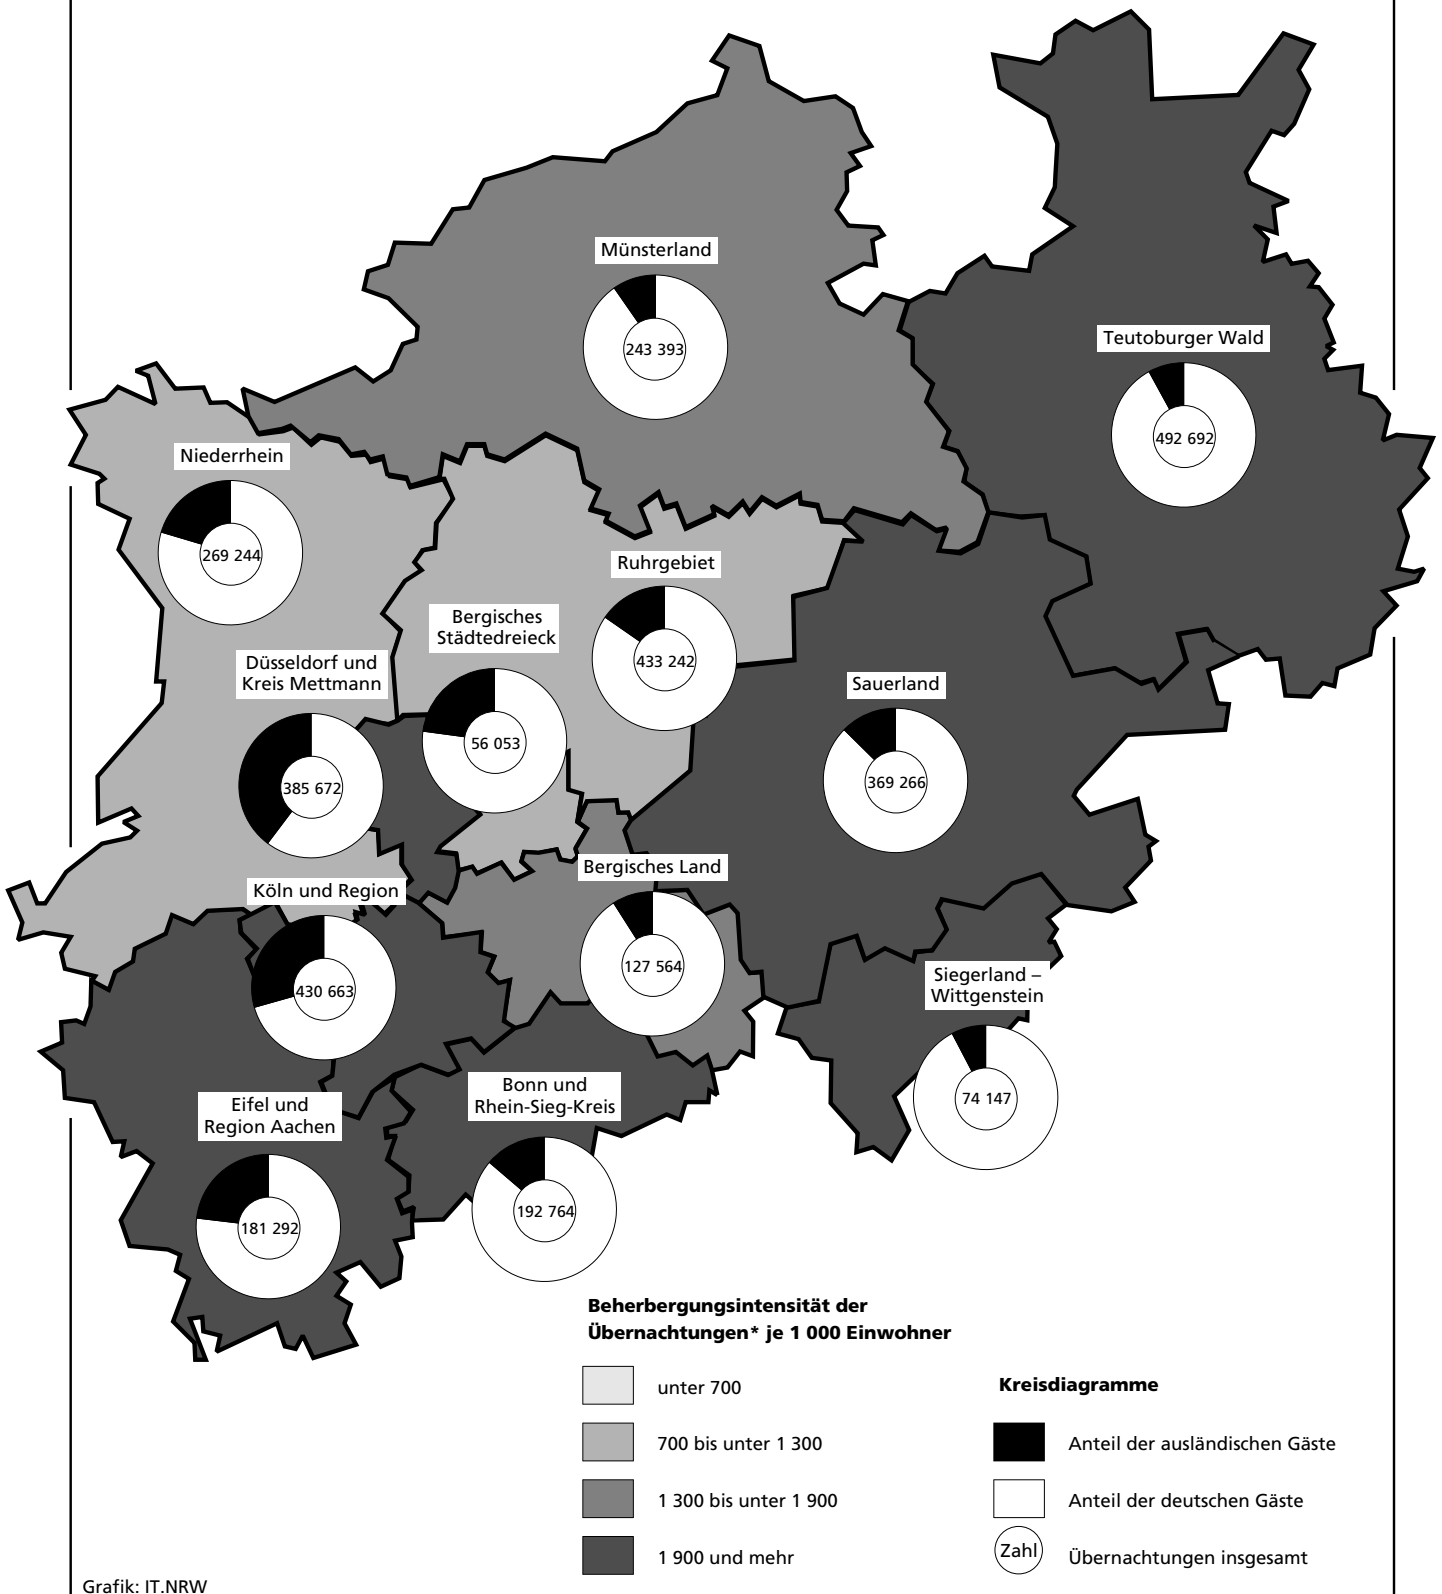 Münsterland
243 393
Teutoburger Wald
492 692
Niederrhein
269 244
Ruhrgebiet
433 242
Bergisches
Städtedreieck
56 053
Düsseldorf und
Kreis Mettmann
385 672
Sauerland
369 266
Köln und Region
430 663
Bergisches Land
127 564
Siegerland –
Wittgenstein
74 147
Bonn und
Rhein-Sieg-Kreis
192 764
Eifel und
Region Aachen
181 292
Beherbergungsintensität der
Übernachtungen* je 1 000 Einwohner
unter 700
700 bis unter 1 300
1 300 bis unter 1 900
1 900 und mehr
Kreisdiagramme
Anteil der ausländischen Gäste
Anteil der deutschen Gäste
Zahl
Übernachtungen insgesamt
Grafik: IT.NRW